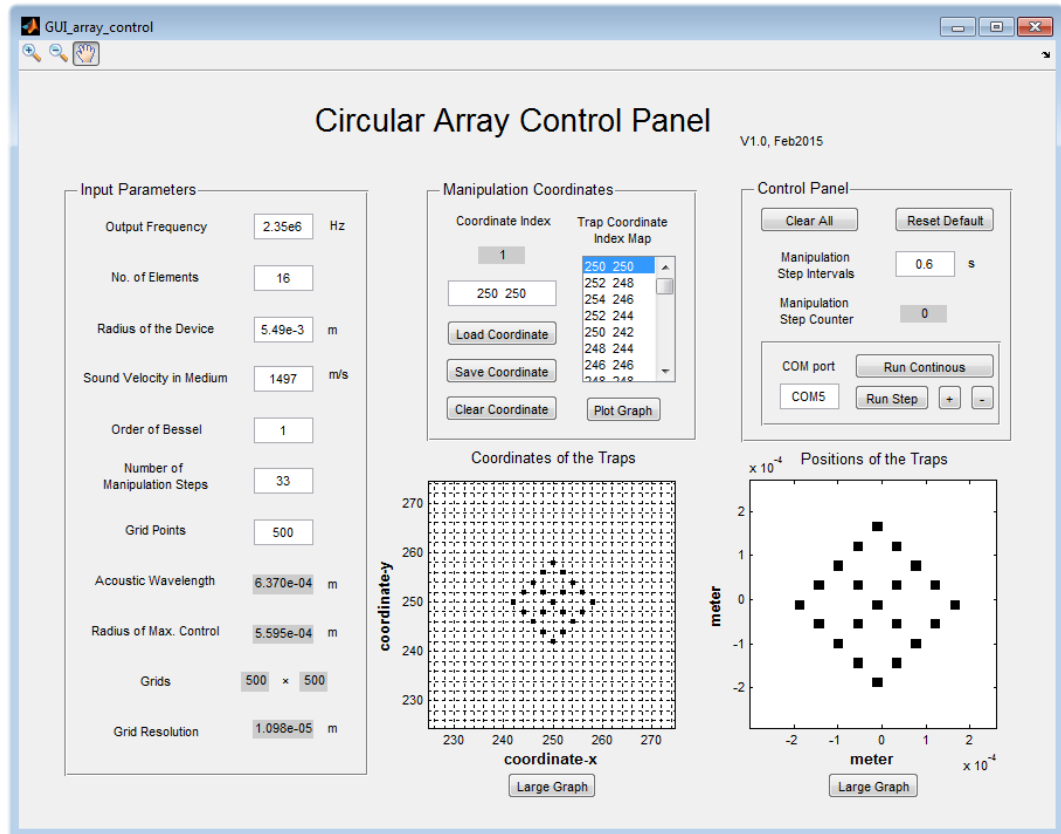 GUI_array_control
Circular Array Control Panel
V1.0, Feb2015
Input Parameters
Output Frequency 2.35e6 Hz
No. of Elements 16
Radius of the Device 5.49e-3 m
Sound Velocity in Medium 1497 m/s
Order of Bessel 1
Number of
Manipulation Steps 33
Grid Points 500
Acoustic Wavelength 6.370e-04 m
Radius of Max. Control 5.595e-04 m
Grids 500 × 500
Grid Resolution 1.098e-05 m
Manipulation Coordinates
Coordinate Index
1
250 250
Load Coordinate
Save Coordinate
Clear Coordinate
Trap Coordinate
Index Map
250 250
252 248
254 246
252 244
250 242
248 244
246 246
248 248
Plot Graph
Control Panel
Clear All Reset Default
Manipulation
Step Intervals 0.6 s
Manipulation
Step Counter 0
COM port Run Continous
COM5 Run Step + -
Coordinates of the Traps
coordinate-y
270
260
250
240
230
230 240 250 260 270
coordinate-x
Large Graph
x 10-4 Positions of the Traps
meter
2
1
0
-1
-2
-2 -1 0 1 2
meter x 10-4
Large Graph